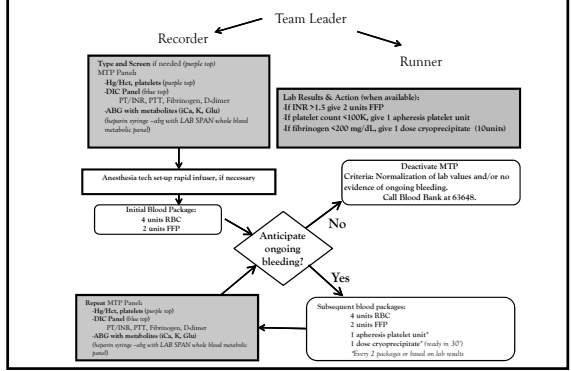 Team Leader
Recorder
Runner
Type and Screen if needed (purple top)
MTP Panel:
-Hg/Hct, platelets (purple top)
-DIC Panel (blue top)
PT/INR, PTT, Fibrinogen, D-dimer
-ABG with metabolites (iCa, K, Glu)
(heparin syringe –abg with LAB SPAN whole blood
metabolic panel)
Lab Results & Action (when available):
-If INR >1.5 give 2 units FFP
-If platelet count <100K, give 1 apheresis platelet unit
-If fibrinogen <200 mg/dL, give 1 dose cryoprecipitate (10units)
Anesthesia tech set-up rapid infuser, if necessary
Deactivate MTP
Criteria: Normalization of lab values and/or no
evidence of ongoing bleeding.
Call Blood Bank at 63648.
Initial Blood Package:
4 units RBC
2 units FFP
No
Anticipate
ongoing
bleeding?
Yes
Repeat MTP Panel:
-Hg/Hct, platelets (purple top)
-DIC Panel (blue top)
PT/INR, PTT, Fibrinogen, D-dimer
-ABG with metabolites (iCa, K, Glu)
(heparin syringe –abg with LAB SPAN whole blood metabolic
panel)
Subsequent blood packages:
4 units RBC
2 units FFP
1 apheresis platelet unit*
1 dose cryoprecipitate* (ready in 30')
*Every 2 packages or based on lab results